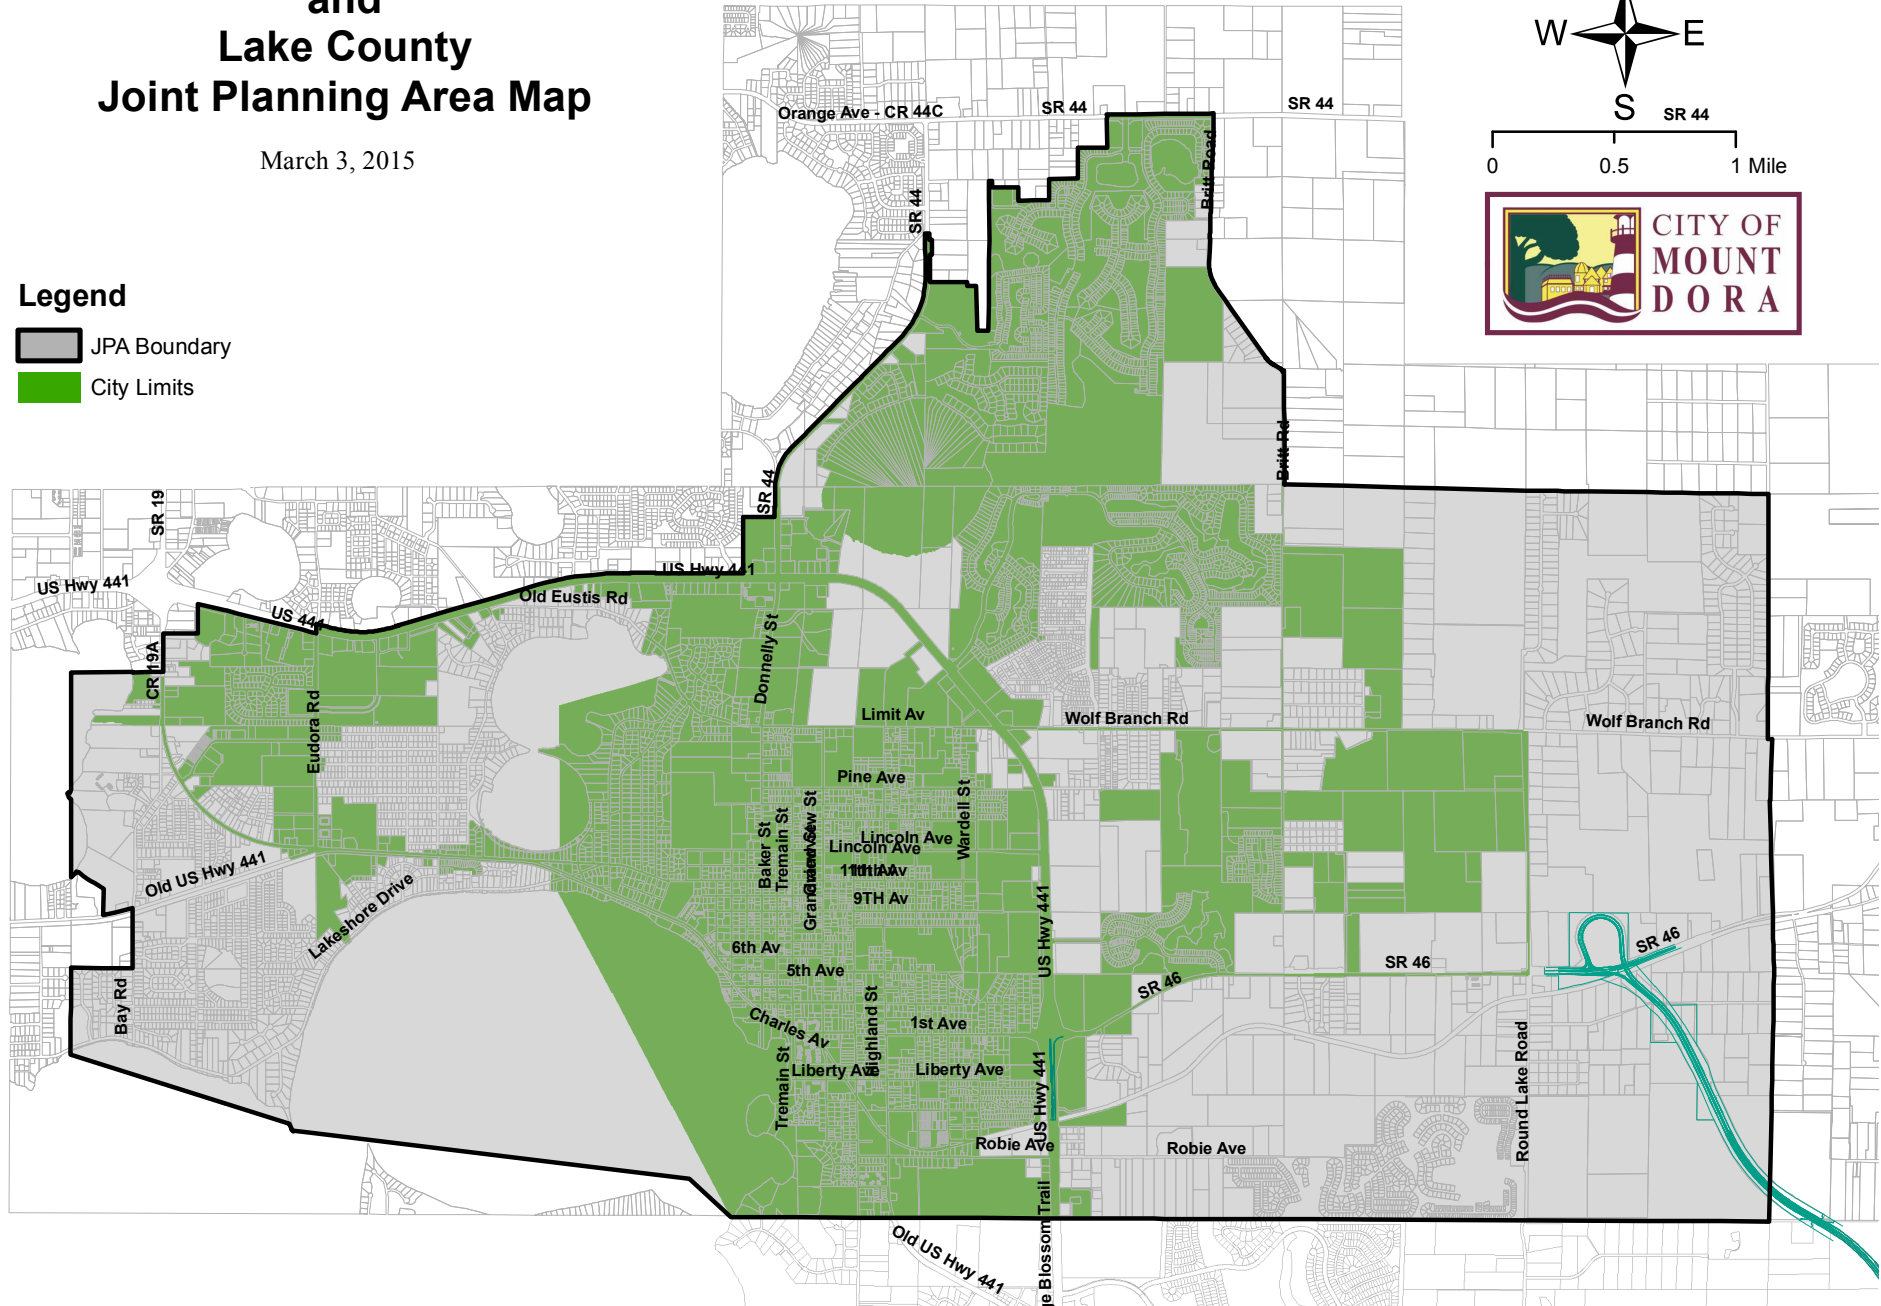 and
Lake County
Joint Planning Area Map
March 3, 2015
W
E
S
SR 44
0
0.5
1 Mile
CITY OF
MOUNT
DORA
Legend
JPA Boundary
City Limits
Orange Ave - CR 44C
SR 44
SR 44
Britt Road
SR 44
Britt Rd
SR 44
SR 19
US Hwy 441
US 441
Old Eustis Rd
US Hwy 441
CR 19A
Eudora Rd
Donnelly St
Limit Av
Wolf Branch Rd
Wolf Branch Rd
Pine Ave
Baker St
Tremain St
Grandview St
Wardell St
Lincoln Ave
Lincoln Ave
11th Av
9TH Av
Old US Hwy 441
Lakeshore Drive
6th Av
5th Ave
US Hwy 441
SR 46
SR 46
SR 46
Bay Rd
Charles Av
Highland St
1st Ave
Tremain St
Liberty Ave
Liberty Ave
US Hwy 441
Robie Ave
Robie Ave
Round Lake Road
Blossom Trail
Old US Hwy 441